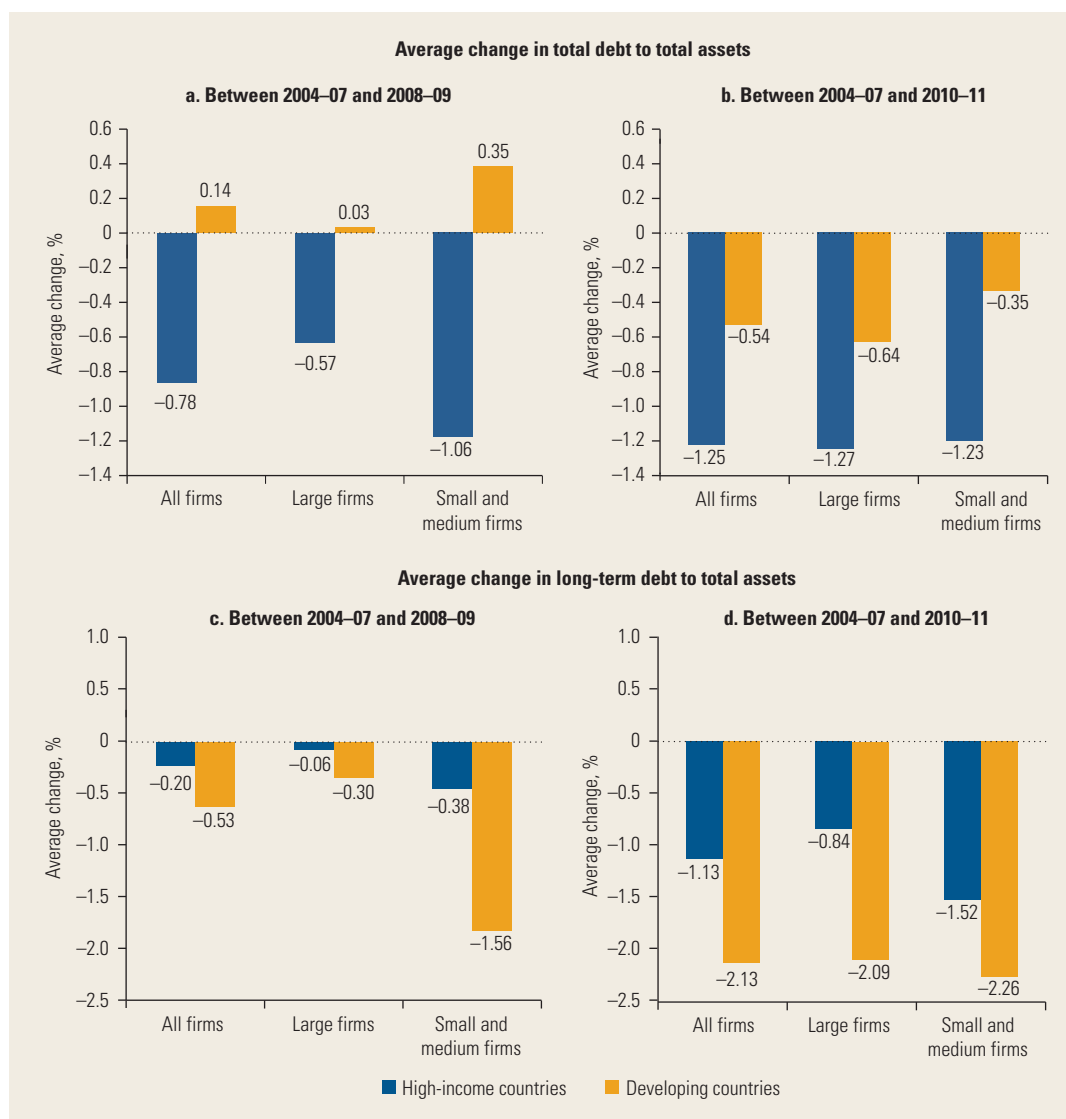 Average change in total debt to total assets
a. Between 2004–07 and 2008–09
0.6
0.4
0.2
0
–0.2
–0.4
–0.6
–0.8
–1.0
–1.2
–1.4
Average change, %
0.14
–0.78
0.03
–0.57
0.35
–1.06
All firms
Large firms
Small and
medium firms
b. Between 2004–07 and 2010–11
0.6
0.4
0.2
0
–0.2
–0.4
–0.6
–0.8
–1.0
–1.2
–1.4
Average change, %
–1.25
–0.54
–1.27
–0.64
–1.23
–0.35
All firms
Large firms
Small and
medium firms
Average change in long-term debt to total assets
c. Between 2004–07 and 2008–09
1.0
0.5
0
–0.5
–1.0
–1.5
–2.0
–2.5
Average change, %
–0.20
–0.53
–0.06
–0.30
–0.38
–1.56
All firms
Large firms
Small and
medium firms
d. Between 2004–07 and 2010–11
1.0
0.5
0
–0.5
–1.0
–1.5
–2.0
–2.5
Average change, %
–1.13
–2.13
–0.84
–2.09
–1.52
–2.26
All firms
Large firms
Small and
medium firms
High-income countries
Developing countries